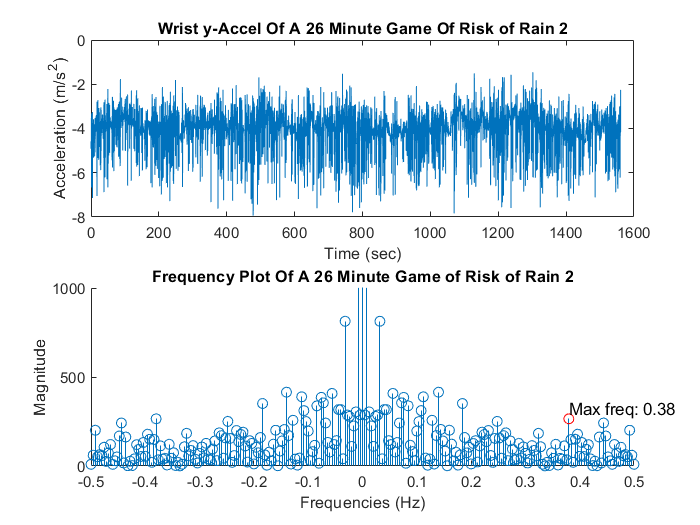 Wrist y-Accel Of A 26 Minute Game Of Risk of Rain 2
0
-2
-4
-6
-8
Acceleration (m/s²)
0 200 400 600 800 1000 1200 1400 1600
Time (sec)
Frequency Plot Of A 26 Minute Game of Risk of Rain 2
1000
500
0
Magnitude
Max freq: 0.38
-0.5 -0.4 -0.3 -0.2 -0.1 0 0.1 0.2 0.3 0.4 0.5
Frequencies (Hz)